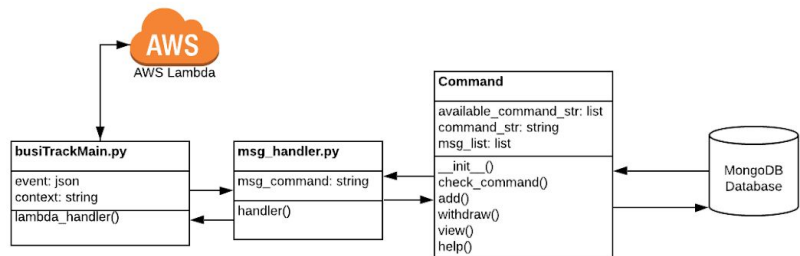 AWS
AWS Lambda
busiTrackMain.py
event: json
context: string
lambda_handler()
msg_handler.py
msg_command: string
handler()
Command
available_command_str: list
command_str: string
msg_list: list
__init__()
check_command()
add()
withdraw()
view()
help()
MongoDB
Database